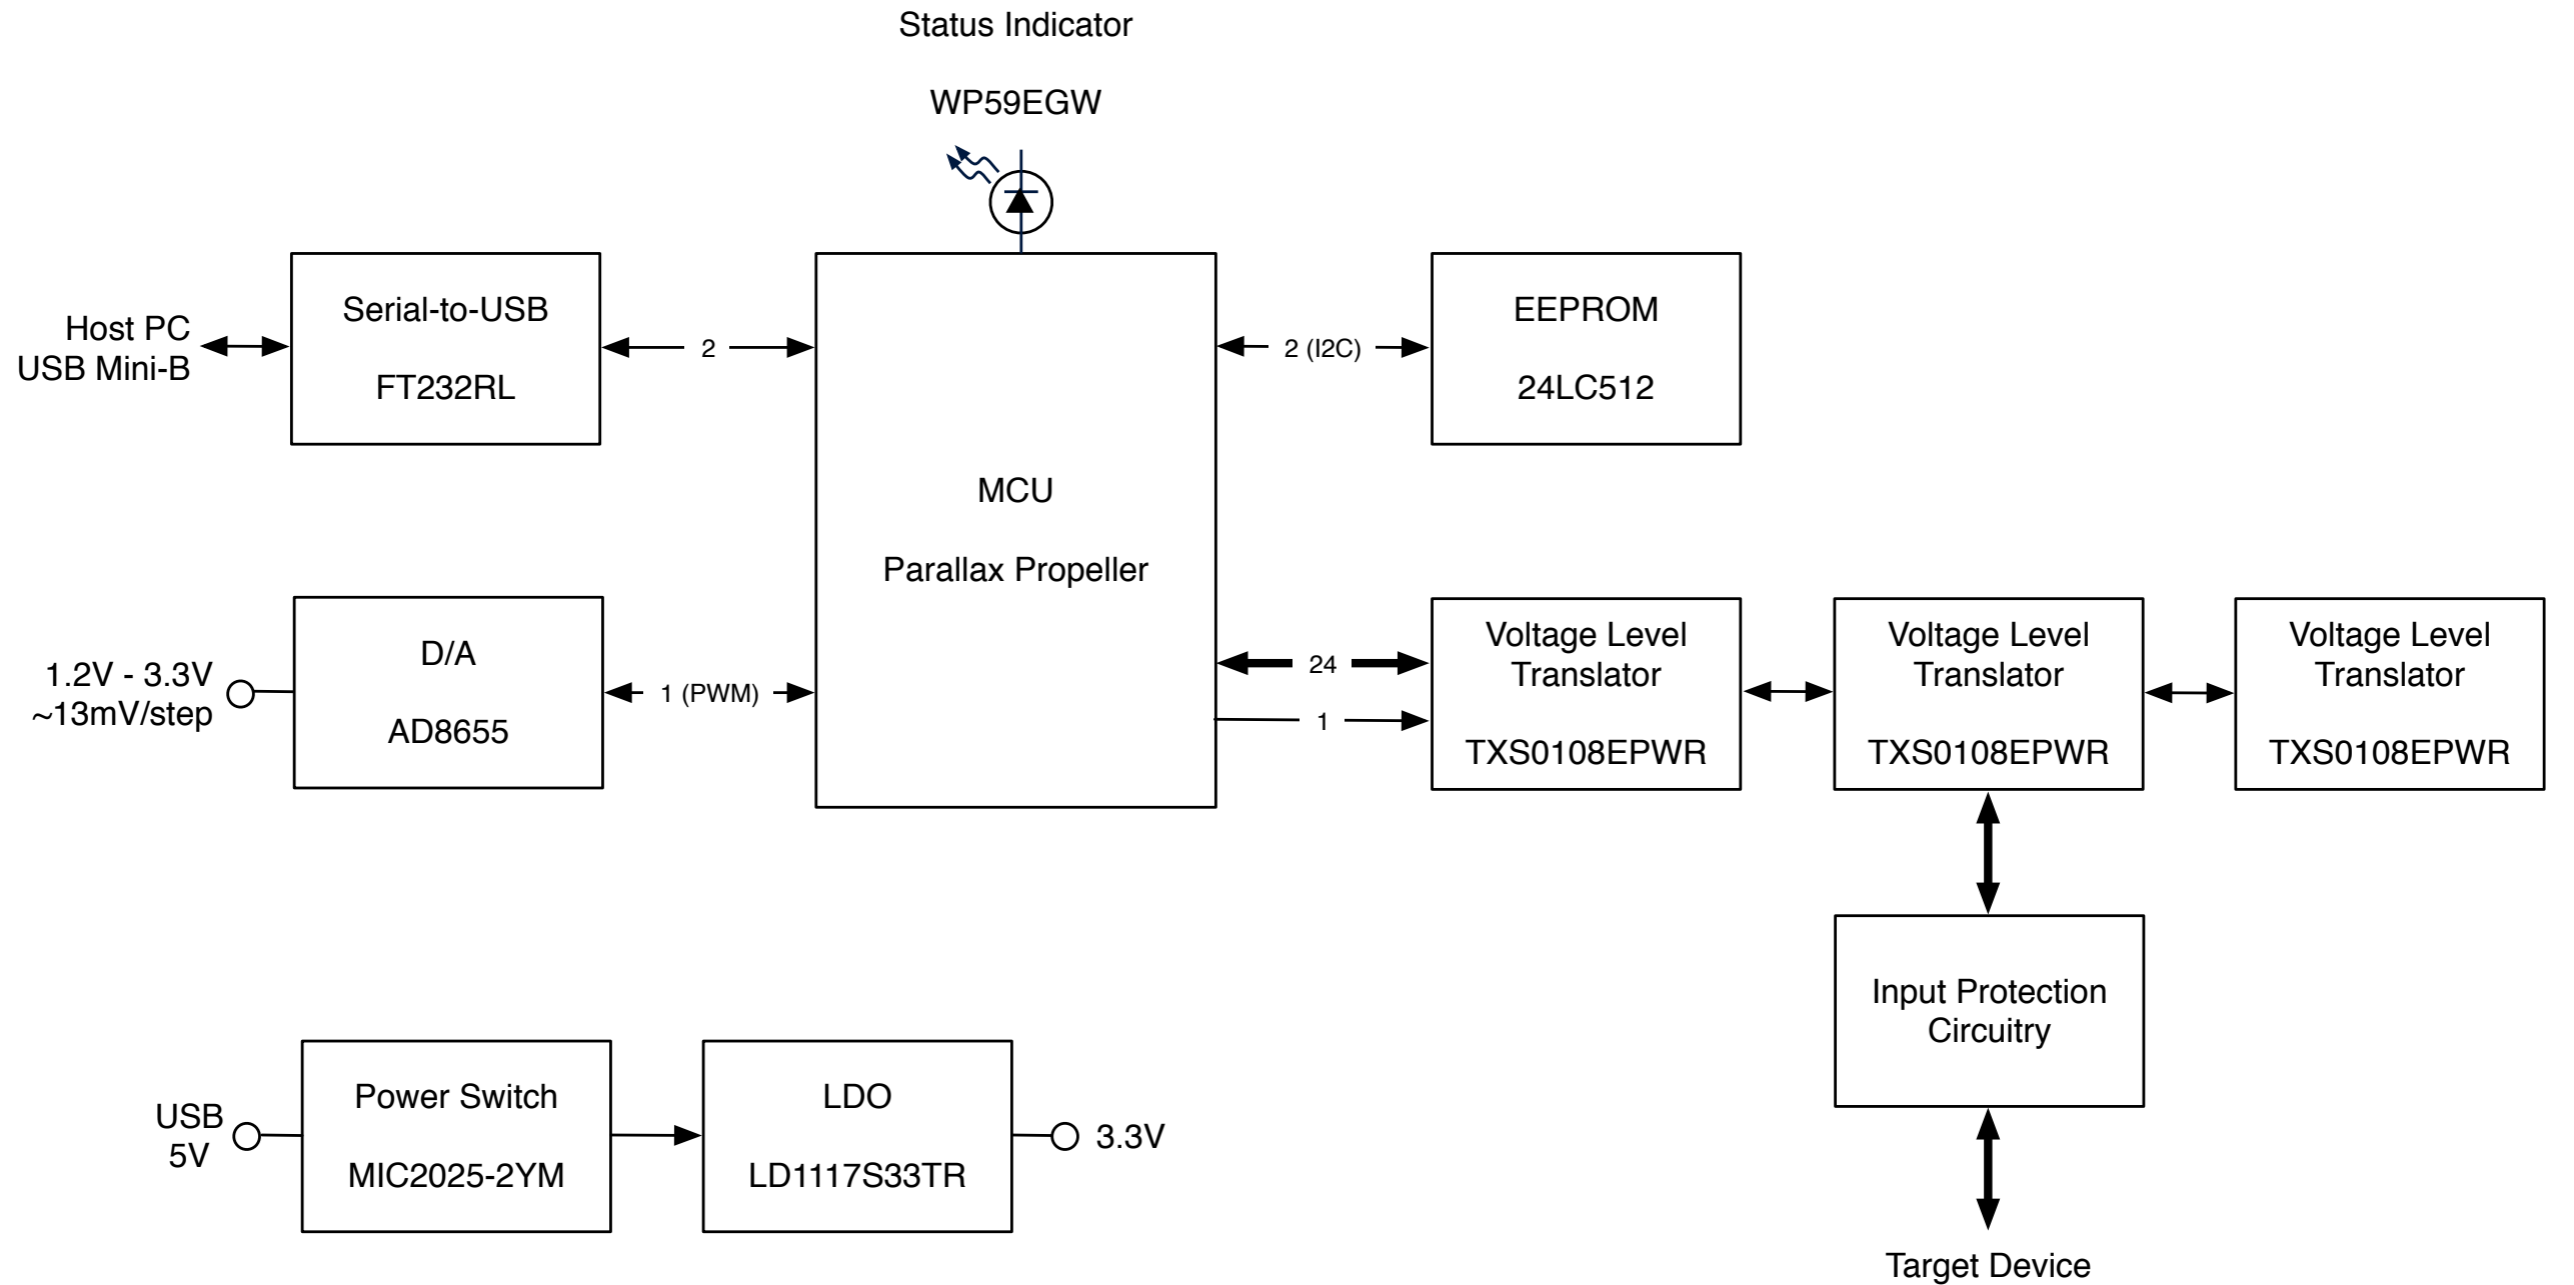 Status Indicator
WP59EGW
Host PC
USB Mini-B
Serial-to-USB
FT232RL
2
MCU
Parallax Propeller
2 (I2C)
EEPROM
24LC512
1.2V - 3.3V
~13mV/step
D/A
AD8655
1 (PWM)
24
1
Voltage Level
Translator
TXS0108EPWR
Voltage Level
Translator
TXS0108EPWR
Voltage Level
Translator
TXS0108EPWR
Input Protection
Circuitry
Target Device
USB
5V
Power Switch
MIC2025-2YM
LDO
LD1117S33TR
3.3V